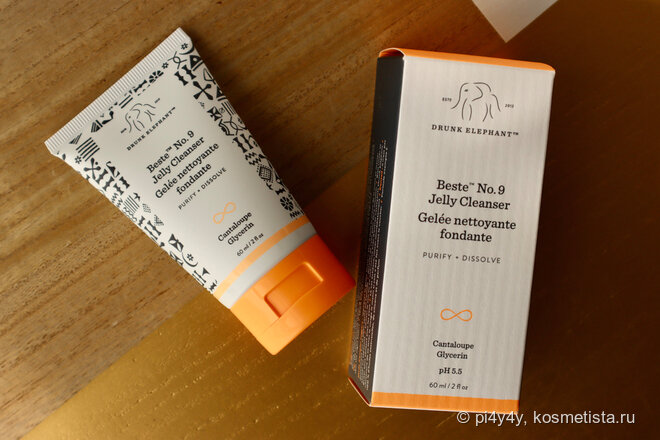 DRUNK ELEPHANT™
Beste™ No. 9
Jelly Cleanser
Gelée nettoyante
fondante
PURIFY + DISSOLVE
Cantaloupe
Glycerin
60 ml / 2 fl oz
ESTD 2012
DRUNK ELEPHANT™
Beste™ No. 9
Jelly Cleanser
Gelée nettoyante
fondante
PURIFY + DISSOLVE
Cantaloupe
Glycerin
pH 5.5
60 ml / 2 fl oz
© pi4y4y, kosmetista.ru